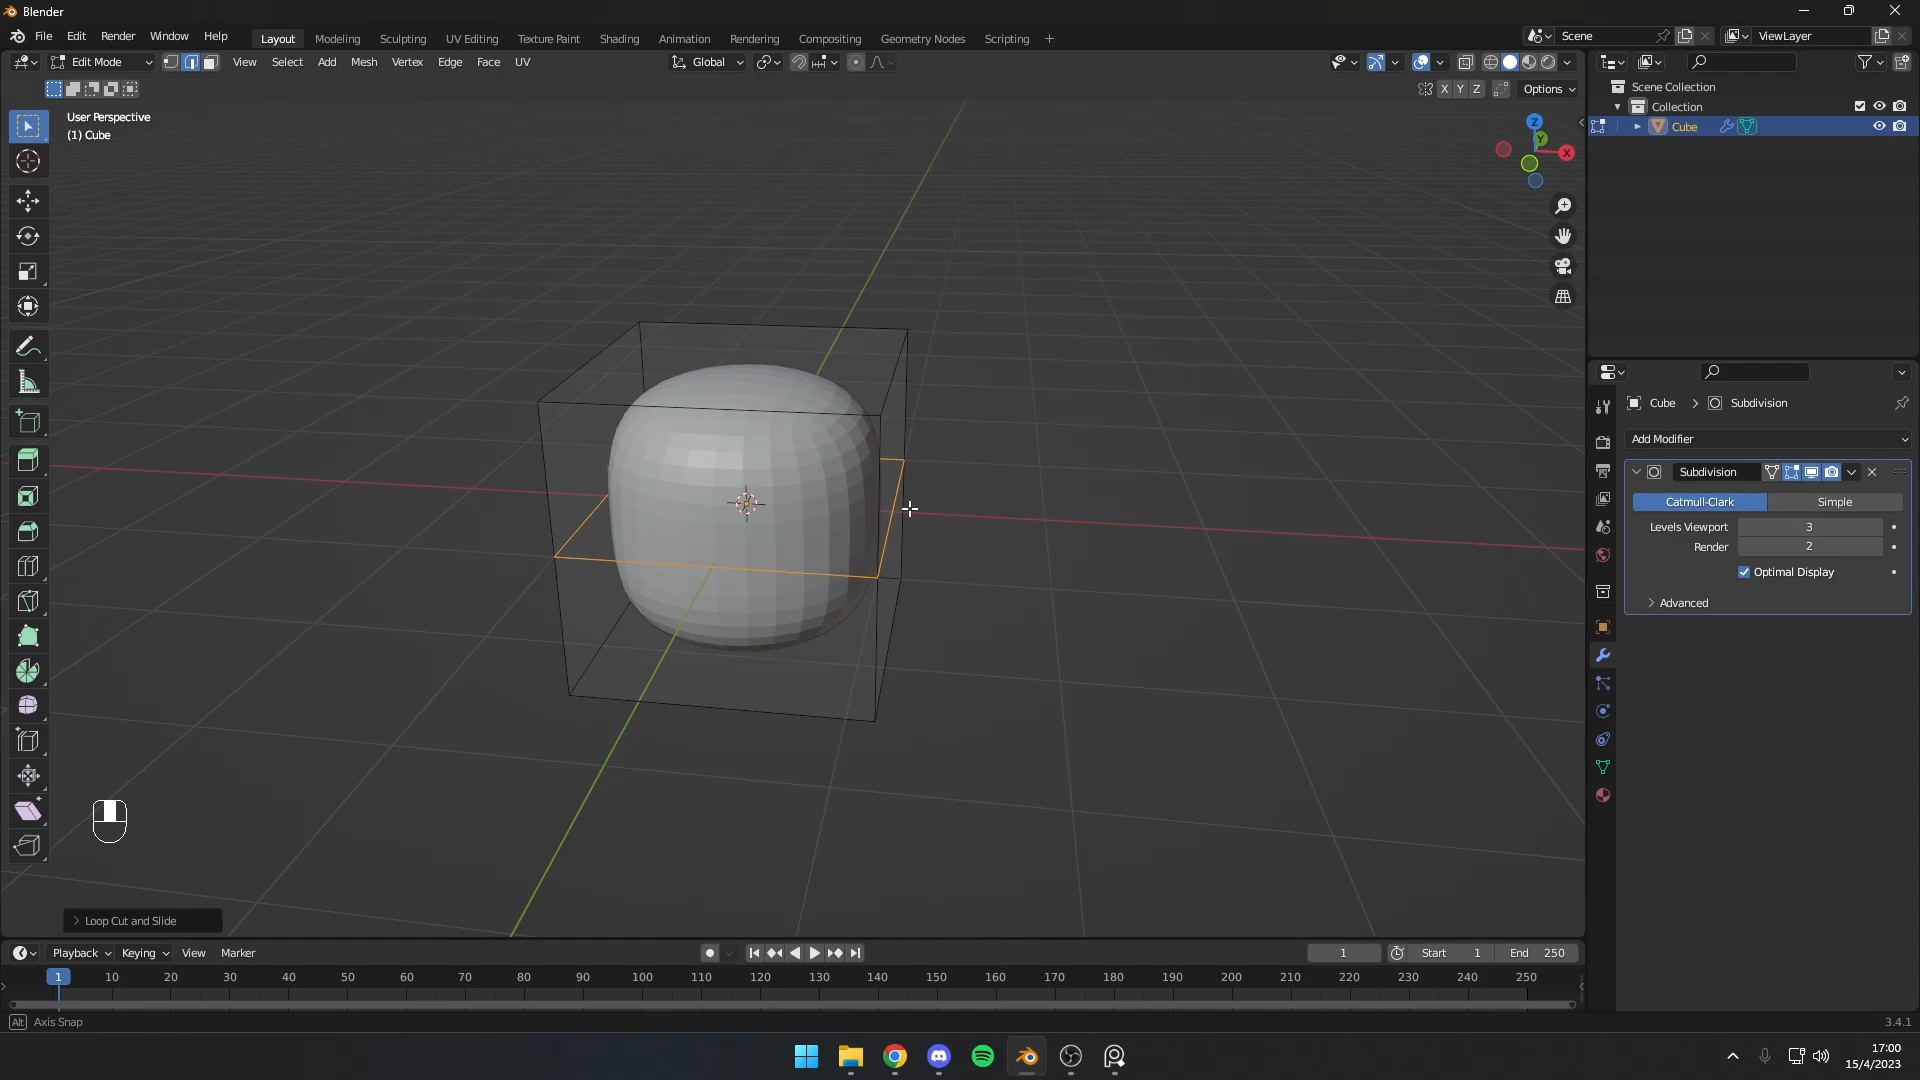 Blender
File Edit Render Window Help
Layout Modeling Sculpting UV Editing Texture Paint Shading Animation Rendering Compositing Geometry Nodes Scripting +
Scene
ViewLayer
Edit Mode View Select Add Mesh Vertex Edge Face UV
Global
X Y Z Options
User Perspective
(1) Cube
Z
Y
X
Scene Collection
Collection
Cube
Cube > Subdivision
Add Modifier
Subdivision
Catmull-Clark Simple
Levels Viewport 3
Render 2
Optimal Display
Advanced
> Loop Cut and Slide
Playback Keying View Marker
1 Start 1 End 250
1 10 20 30 40 50 60 70 80 90 100 110 120 130 140 150 160 170 180 190 200 210 220 230 240 250
Alt Axis Snap
3.4.1
17:00
15/4/2023